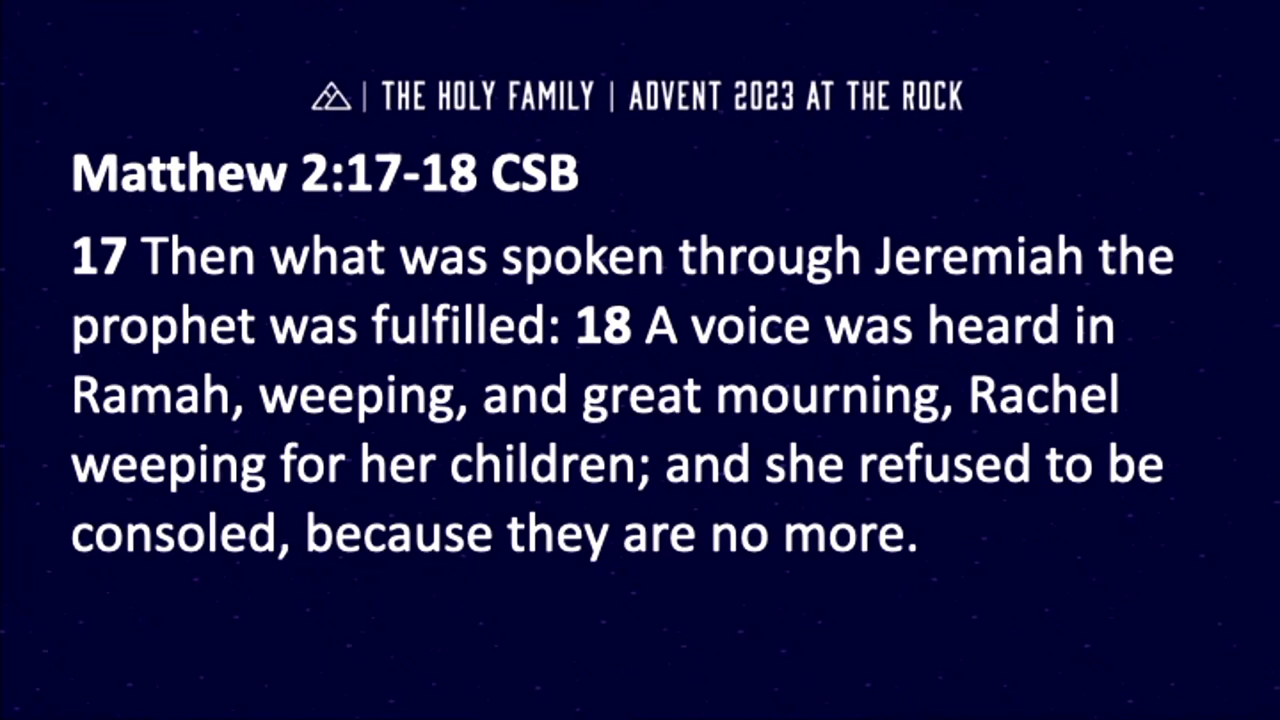 | THE HOLY FAMILY | ADVENT 2023 AT THE ROCK
Matthew 2:17-18 CSB
17 Then what was spoken through Jeremiah the
prophet was fulfilled: 18 A voice was heard in
Ramah, weeping, and great mourning, Rachel
weeping for her children; and she refused to be
consoled, because they are no more.